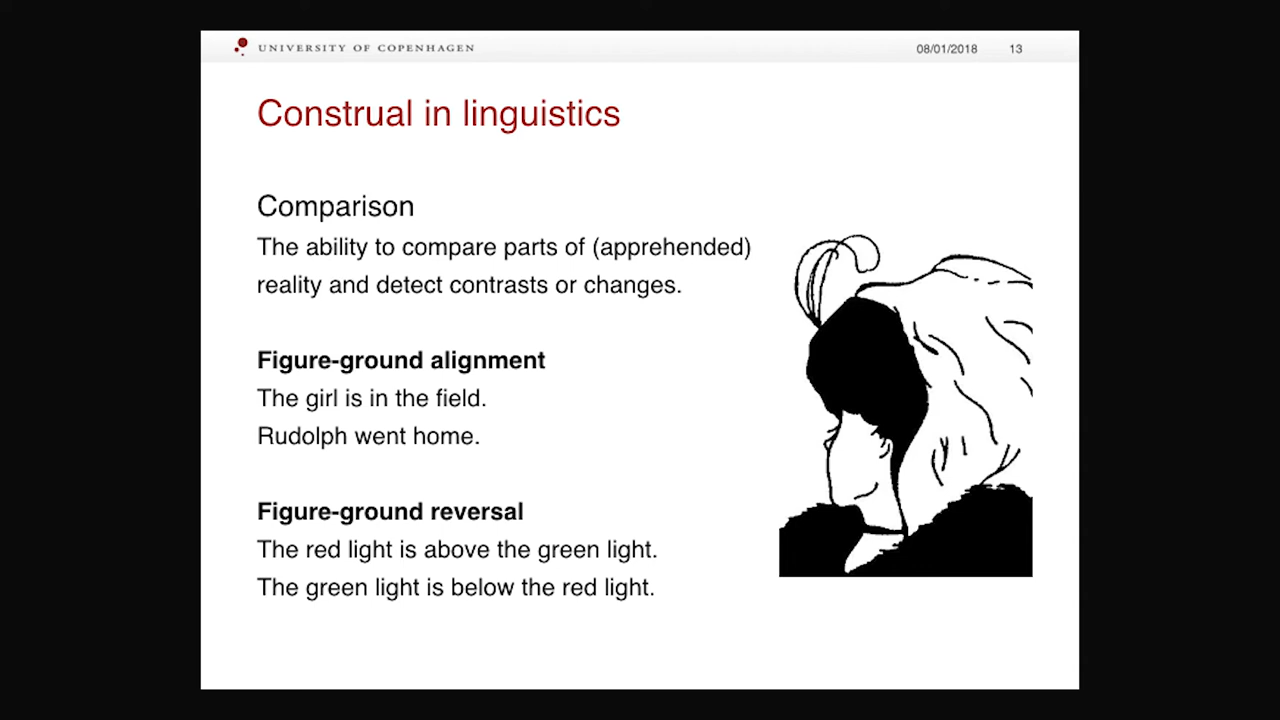 UNIVERSITY OF COPENHAGEN
08/01/2018 13
Construal in linguistics
Comparison
The ability to compare parts of (apprehended)
reality and detect contrasts or changes.
Figure-ground alignment
The girl is in the field.
Rudolph went home.
Figure-ground reversal
The red light is above the green light.
The green light is below the red light.